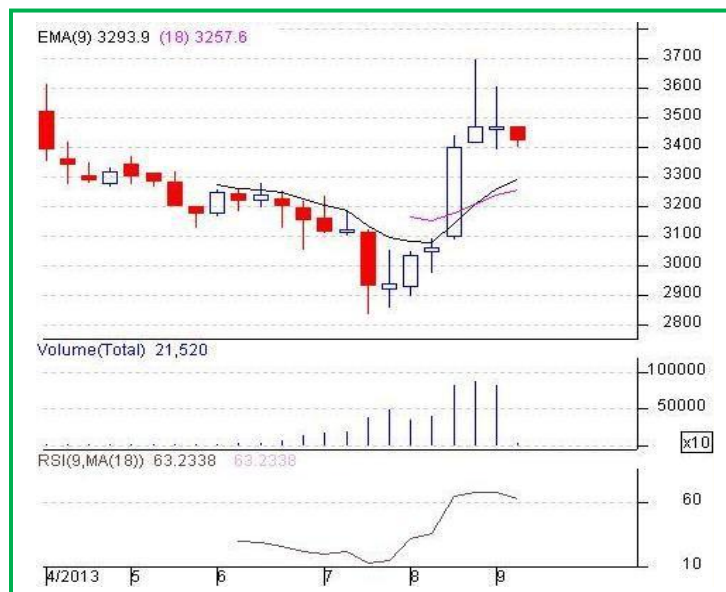 EMA(9) 3293.9 (18) 3257.6
3700
3600
3500
3400
3300
3200
3100
3000
2900
2800
Volume(Total) 21,520
100000
50000
x10
RSI(9,MA(18)) 63.2338 63.2338
60
10
4/2013 5 6 7 8 9